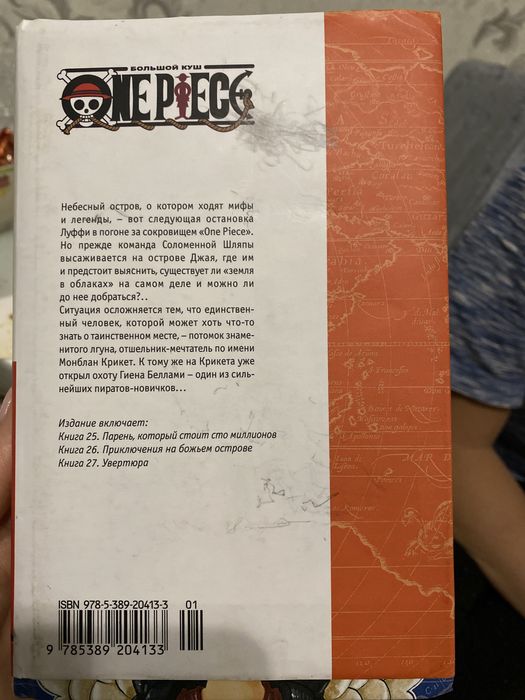 БОЛЬШОЙ КУШ
ONE PIECE
Небесный остров, о котором ходят мифы
и легенды, – вот следующая остановка
Луффи в погоне за сокровищем «One Piece».
Но прежде команда Соломенной Шляпы
высаживается на острове Джая, где им
и предстоит выяснить, существует ли «земля
в облаках» на самом деле и можно ли
до нее добраться?..
Ситуация осложняется тем, что единствен-
ный человек, которой может хоть что-то
знать о таинственном месте, – потомок знаме-
нитого лгуна, отшельник-мечтатель по имени
Монблан Крикет. К тому же на Крикета уже
открыл охоту Гиена Беллами – один из силь-
нейших пиратов-новичков...
Издание включает:
Книга 25. Парень, который стоит сто миллионов
Книга 26. Приключения на божьем острове
Книга 27. Увертюра
ISBN 978-5-389-20413-3
01
9 785389 204133